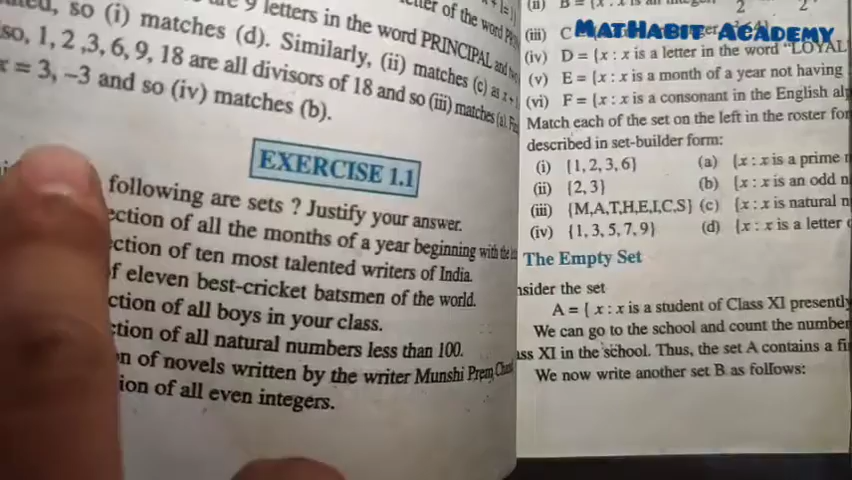 etter of the word
9 letters in the word PRINCIPAL and
so (i) matches (d). Similarly, (ii) matches (c) as x +
so, 1, 2 ,3, 6, 9, 18 are all divisors of 18 and so (iii) matches (a).
x = 3, –3 and so (iv) matches (b).
EXERCISE 1.1
following are sets ? Justify your answer.
ection of all the months of a year beginning with the
ction of ten most talented writers of India.
f eleven best-cricket batsmen of the world.
ction of all boys in your class.
ction of all natural numbers less than 100.
n of novels written by the writer Munshi Prem Chand
ion of all even integers.
MATHABIT ACADEMY
(iii) C
(iv) D = {x : x is a letter in the word “LOYAL
(v) E = {x : x is a month of a year not having
(vi) F = {x : x is a consonant in the English alp
Match each of the set on the left in the roster for
described in set-builder form:
(i) {1, 2, 3, 6} (a) {x : x is a prime n
(ii) {2, 3} (b) {x : x is an odd n
(iii) {M,A,T,H,E,I,C,S} (c) {x : x is natural n
(iv) {1, 3, 5, 7, 9} (d) {x : x is a letter
The Empty Set
nsider the set
A = { x : x is a student of Class XI presently
We can go to the school and count the number
ass XI in the school. Thus, the set A contains a fi
We now write another set B as follows: